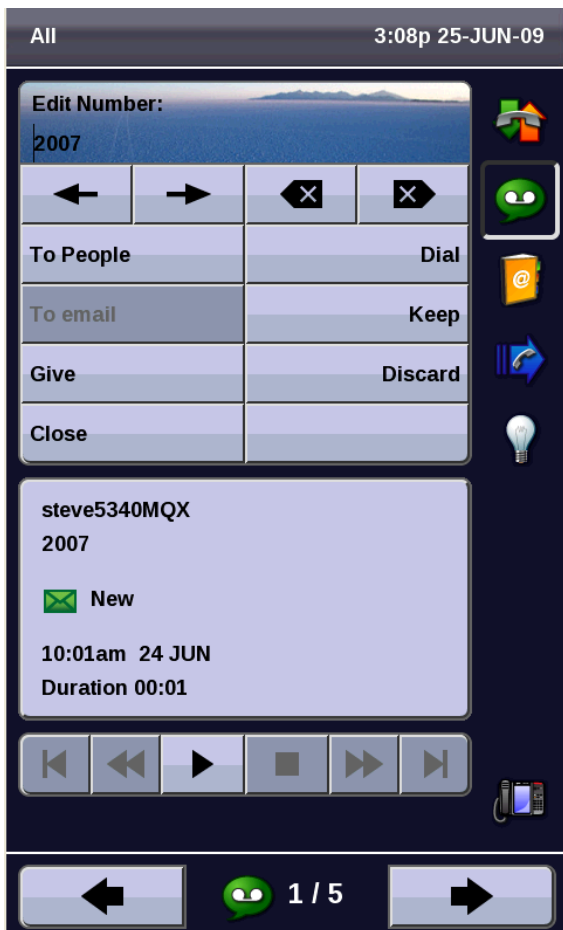 All 3:08p 25-JUN-09
Edit Number:
2007
To People Dial
To email Keep
Give Discard
Close
@
steve5340MQX
2007
New
10:01am 24 JUN
Duration 00:01
1 / 5